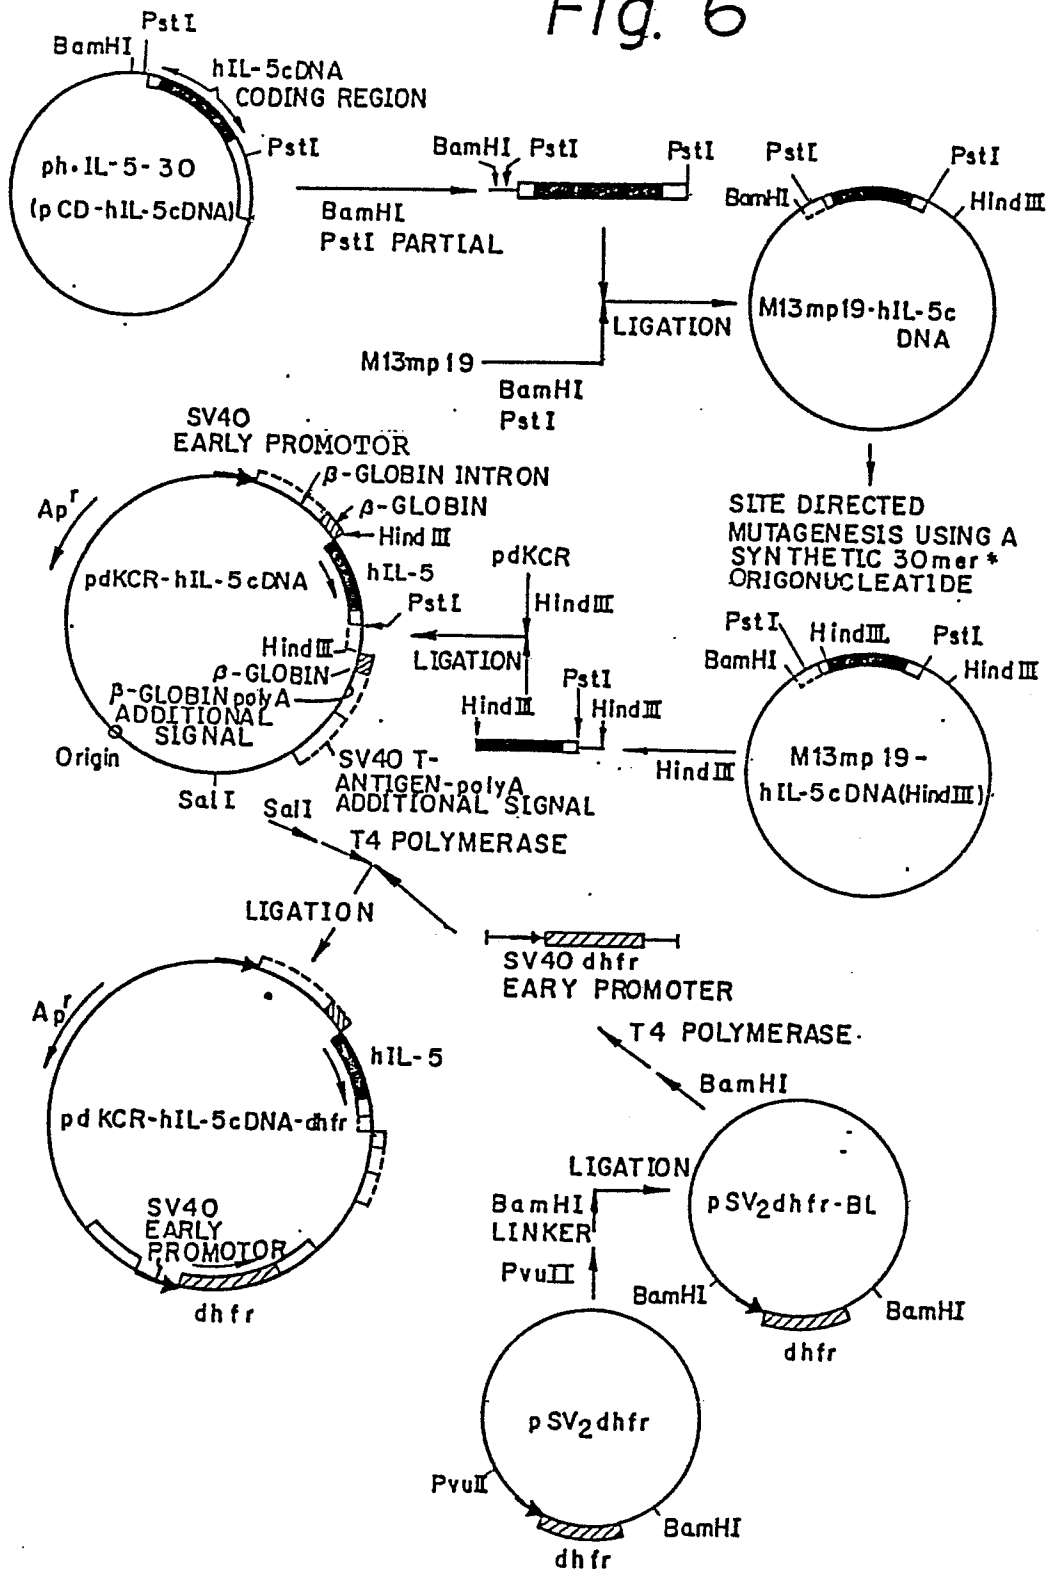 Fig. 6
PstI
BamHI
hIL-5cDNA
CODING REGION
PstI
ph·IL-5-30
(pCD-hIL-5cDNA)
BamHI
PstI PARTIAL
BamHI
PstI
PstI
LIGATION
M13mp19
BamHI
PstI
PstI
PstI
BamHI
HindIII
M13mp19·hIL-5c
DNA
SITE DIRECTED
MUTAGENESIS USING A
SYNTHETIC 30mer*
ORIGONUCLEATIDE
SV40
EARLY PROMOTOR
β-GLOBIN INTRON
β-GLOBIN
HindIII
Ap^r
pdKCR-hIL-5cDNA
hIL-5
PstI
HindIII
β-GLOBIN
β-GLOBIN polyA
ADDITIONAL
SIGNAL
Origin
SalI
SV40 T-
ANTIGEN-polyA
ADDITIONAL SIGNAL
pdKCR
HindIII
LIGATION
PstI
HindIII
HindIII
PstI
HindIII
PstI
BamHI
HindIII
HindIII
M13mp19-
hIL-5cDNA(HindIII)
SalI
T4 POLYMERASE
LIGATION
SV40 dhfr
EARY PROMOTER
T4 POLYMERASE
BamHI
Ap^r
hIL-5
pdKCR-hIL-5cDNA-dhfr
SV40
EARLY
PROMOTOR
dhfr
LIGATION
BamHI
LINKER
PvuII
pSV₂dhfr-BL
BamHI
BamHI
dhfr
pSV₂dhfr
PvuII
BamHI
dhfr